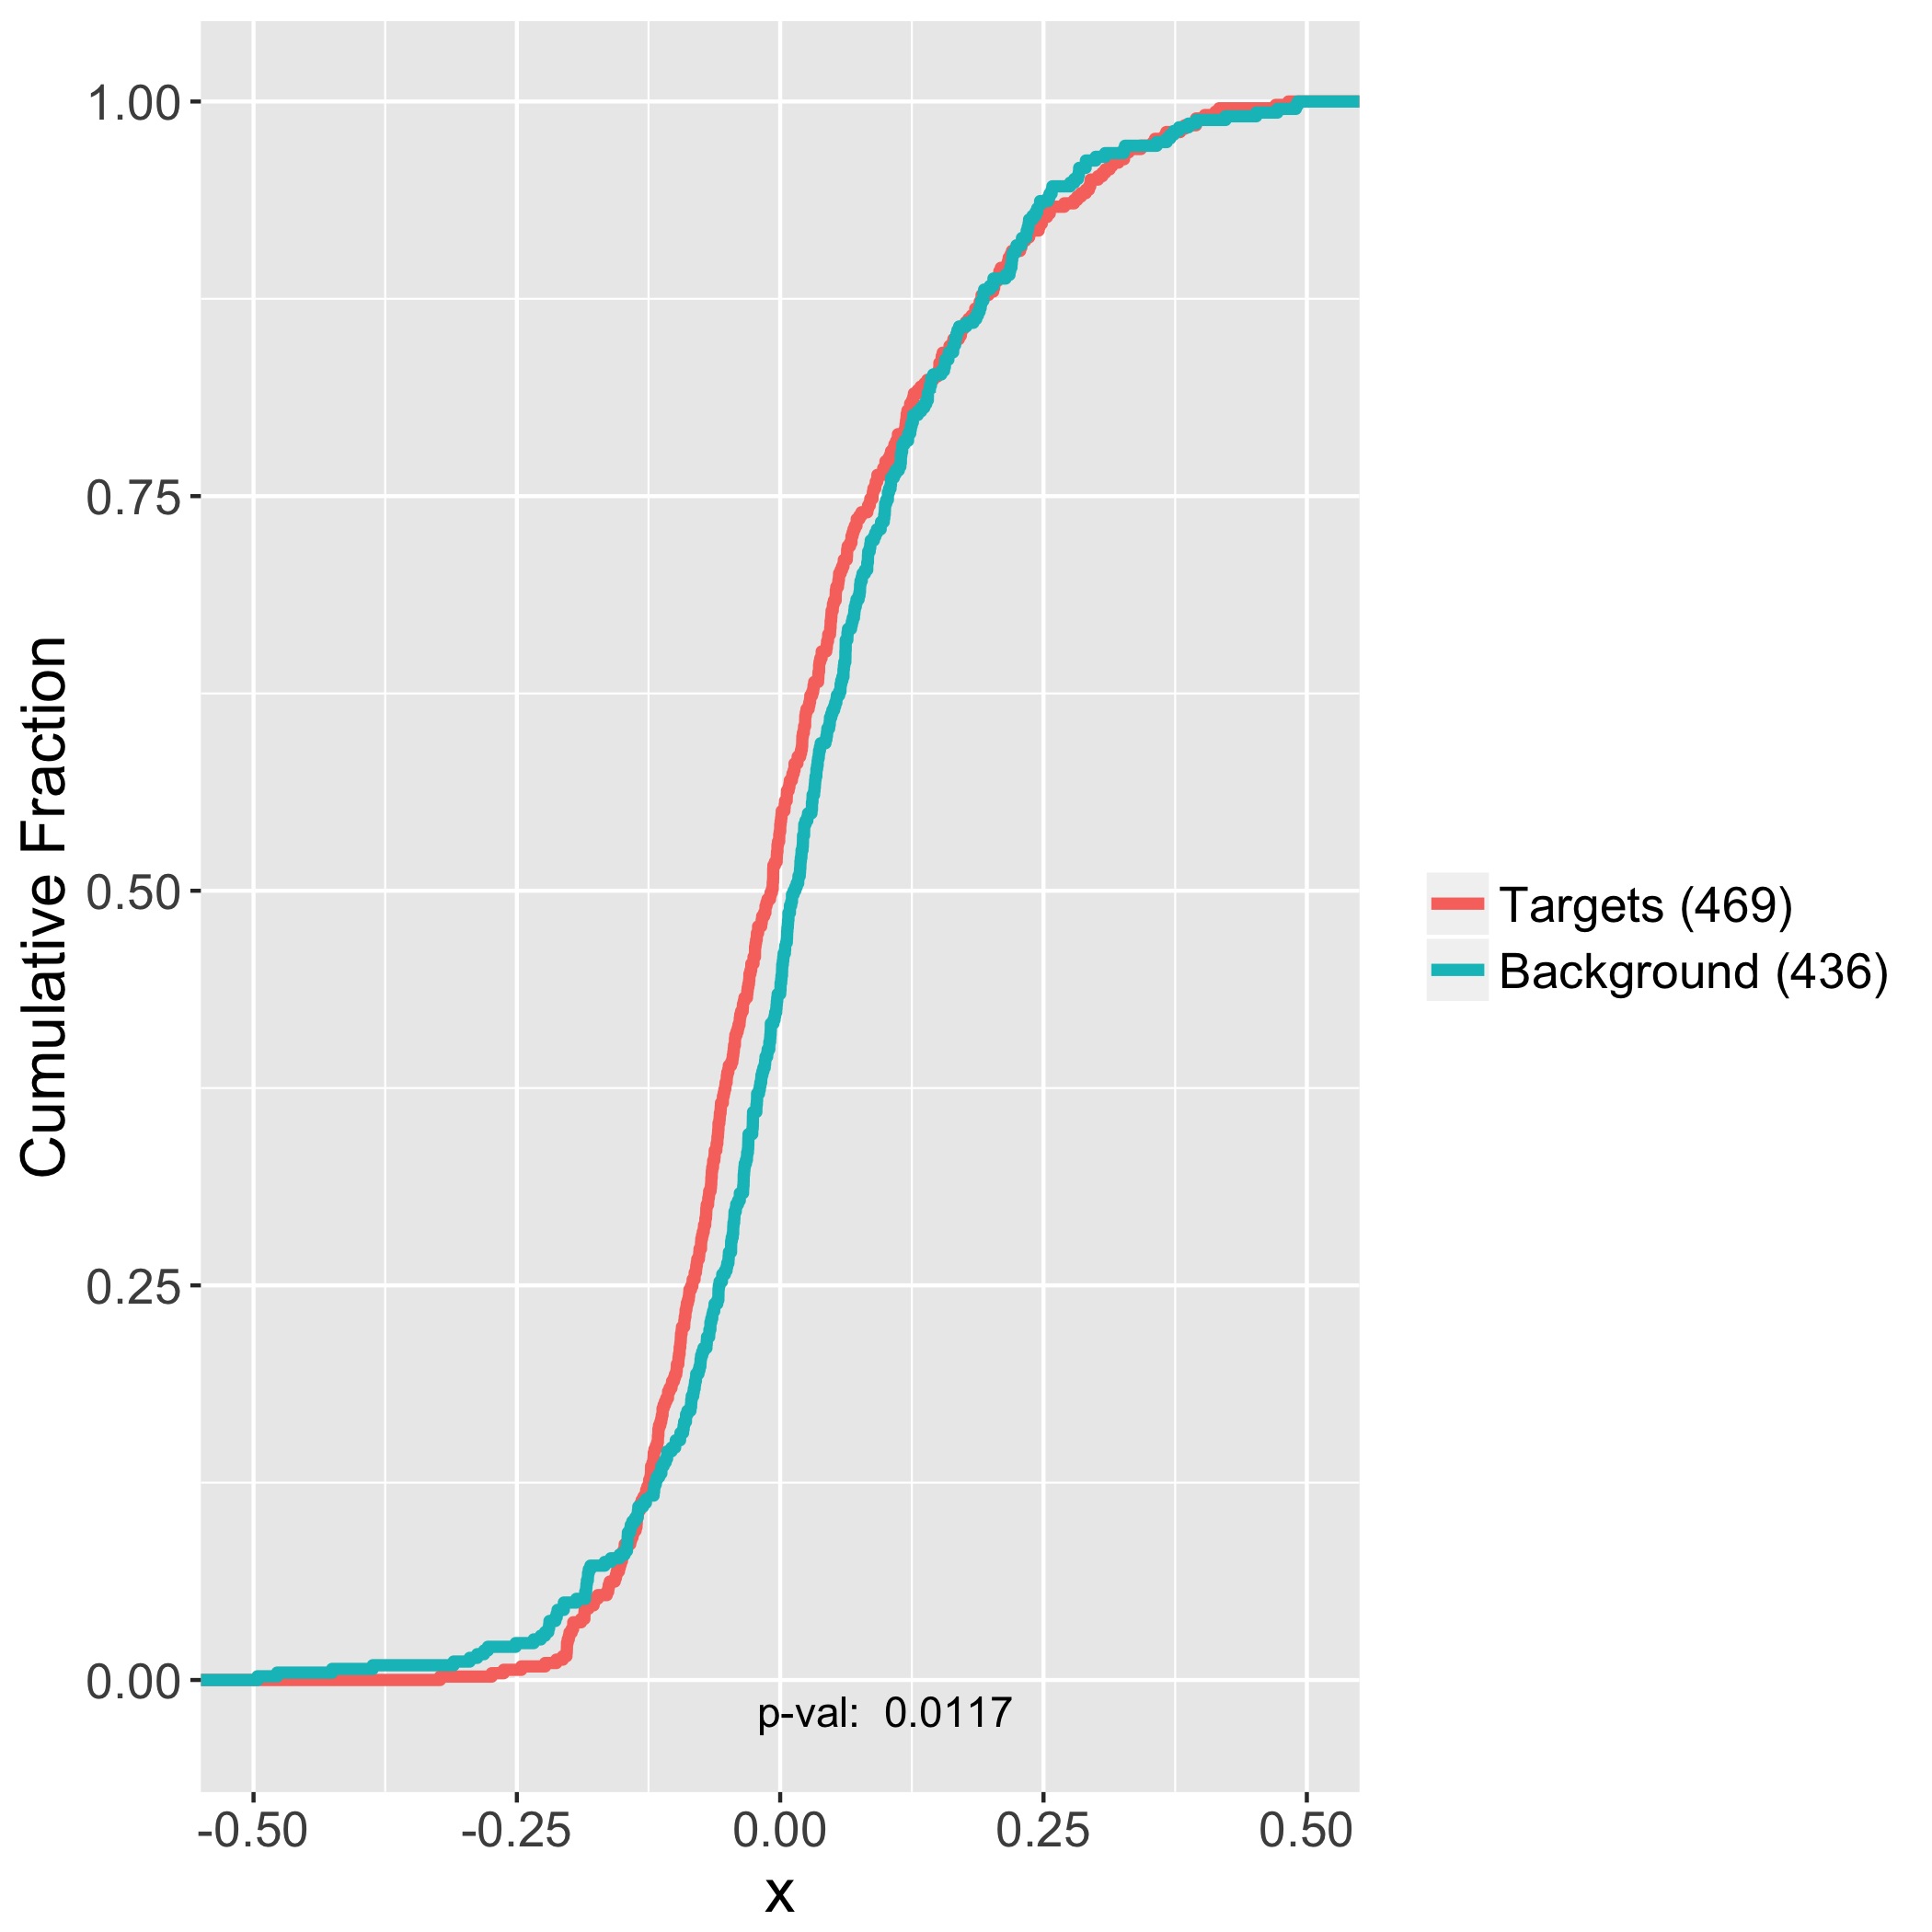 Cumulative Fraction
1.00
0.75
0.50
0.25
0.00
p-val: 0.0117
-0.50 -0.25 0.00 0.25 0.50
x
Targets (469)
Background (436)